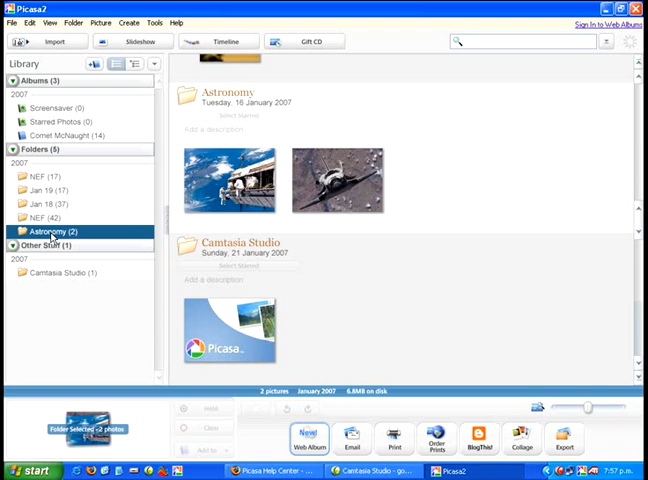 Picasa2
File Edit View Folder Picture Create Tools Help
Sign In to Web Albums
Import Slideshow Timeline Gift CD
Library
Albums (3)
2007
Screensaver (0)
Starred Photos (0)
Comet McNaught (14)
Folders (5)
2007
NEF (17)
Jan 19 (17)
Jan 18 (37)
NEF (42)
Astronomy (2)
Other Stuff (1)
2007
Camtasia Studio (1)
Astronomy
Tuesday, 16 January 2007
Select Starred
Add a description
Camtasia Studio
Sunday, 21 January 2007
Select Starred
Add a description
Picasa
2 pictures January 2007 6.8MB on disk
Folder Selected - 2 photos
Hold
Clear
Add to
New!
Web Album Email Print Order Prints BlogThis! Collage Export
start
Picasa Help Center - ...
Camtasia Studio - go...
Picasa2
7:57 p.m.